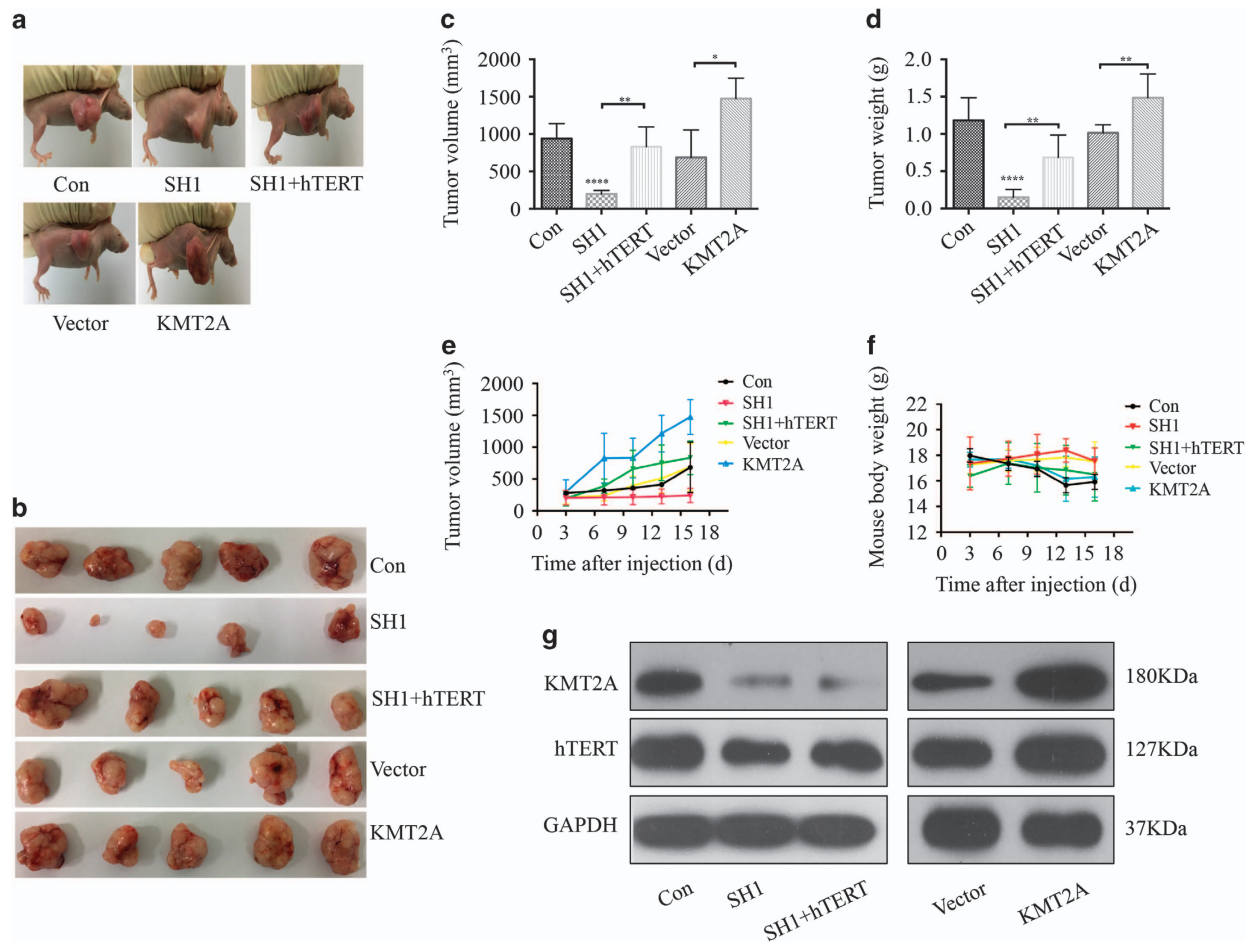 a
Con
SH1
SH1+hTERT
Vector
KMT2A
b
Con
SH1
SH1+hTERT
Vector
KMT2A
c
Tumor volume (mm³)
2000
1500
1000
500
0
****
**
*
Con
SH1
SH1+hTERT
Vector
KMT2A
d
Tumor weight (g)
2.0
1.5
1.0
0.5
0.0
****
**
**
Con
SH1
SH1+hTERT
Vector
KMT2A
e
Tumor volume (mm³)
2000
1500
1000
500
0
0 3 6 9 12 15 18
Time after injection (d)
Con
SH1
SH1+hTERT
Vector
KMT2A
f
Mouse body weight (g)
22
20
18
16
14
12
0 3 6 9 12 15 18
Time after injection (d)
Con
SH1
SH1+hTERT
Vector
KMT2A
g
KMT2A 180KDa
hTERT 127KDa
GAPDH 37KDa
Con
SH1
SH1+hTERT
Vector
KMT2A